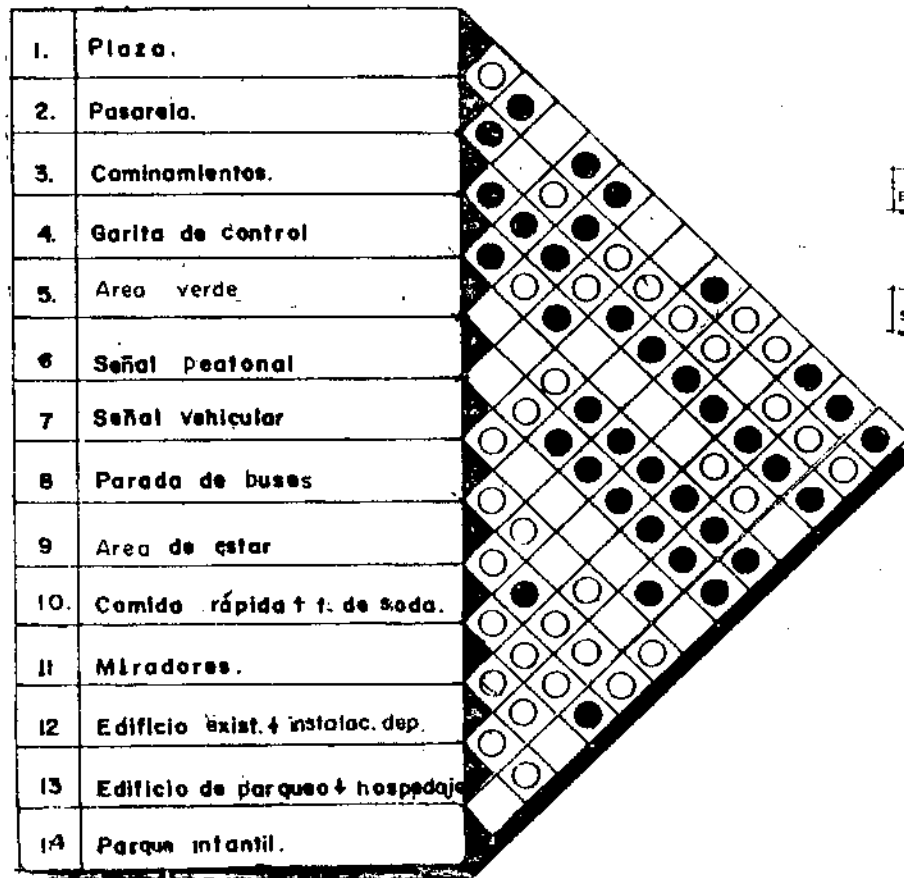 1. Plaza.
2. Pasarela.
3. Caminamientos.
4. Garita de control
5. Area verde
6 Señal peatonal
7 Señal vehicular
8 Parada de buses
9 Area de estar
10. Comida rápida + f. de soda.
11 Miradores.
12 Edificio exist. + instalac. dep.
13 Edificio de parqueo + hospedaje
14 Parque infantil.
E
S